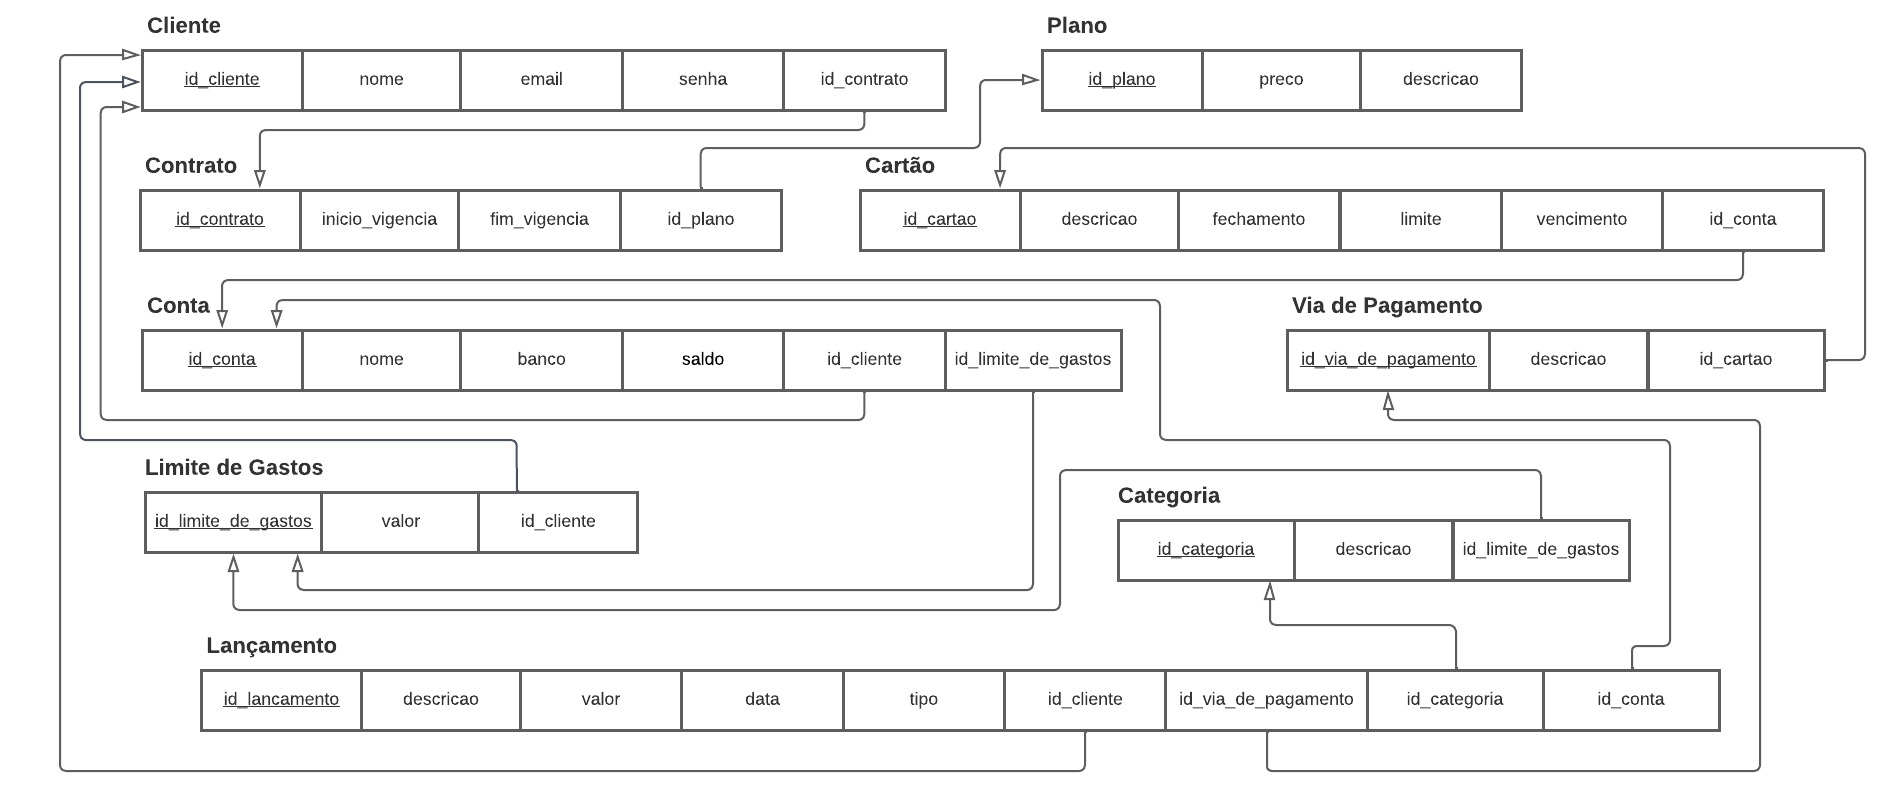 Cliente
id_cliente nome email senha id_contrato
Plano
id_plano preco descricao
Contrato
id_contrato inicio_vigencia fim_vigencia id_plano
Cartão
id_cartao descricao fechamento limite vencimento id_conta
Conta
id_conta nome banco saldo id_cliente id_limite_de_gastos
Via de Pagamento
id_via_de_pagamento descricao id_cartao
Limite de Gastos
id_limite_de_gastos valor id_cliente
Categoria
id_categoria descricao id_limite_de_gastos
Lançamento
id_lancamento descricao valor data tipo id_cliente id_via_de_pagamento id_categoria id_conta